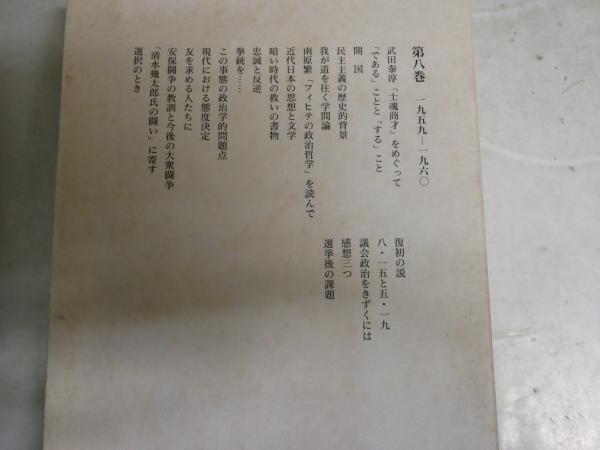 第八巻 一九五九―一九六〇
武田泰淳「士魂商才」をめぐって
「である」ことと「する」こと
開国
民主主義の歴史的背景
我が道を往く学問論
南原繁「フィヒテの政治哲学」を読んで
近代日本の思想と文学
暗い時代の救いの書物
忠誠と反逆
拳銃を……
この事態の政治学的問題点
現代における態度決定
友を求める人たちに
安保闘争の教訓と今後の大衆闘争
「清水幾太郎氏の闘い」に寄す
選択のとき
復初の説
八・一五と五・一九
議会政治をきずくには
感想三つ
選挙後の課題